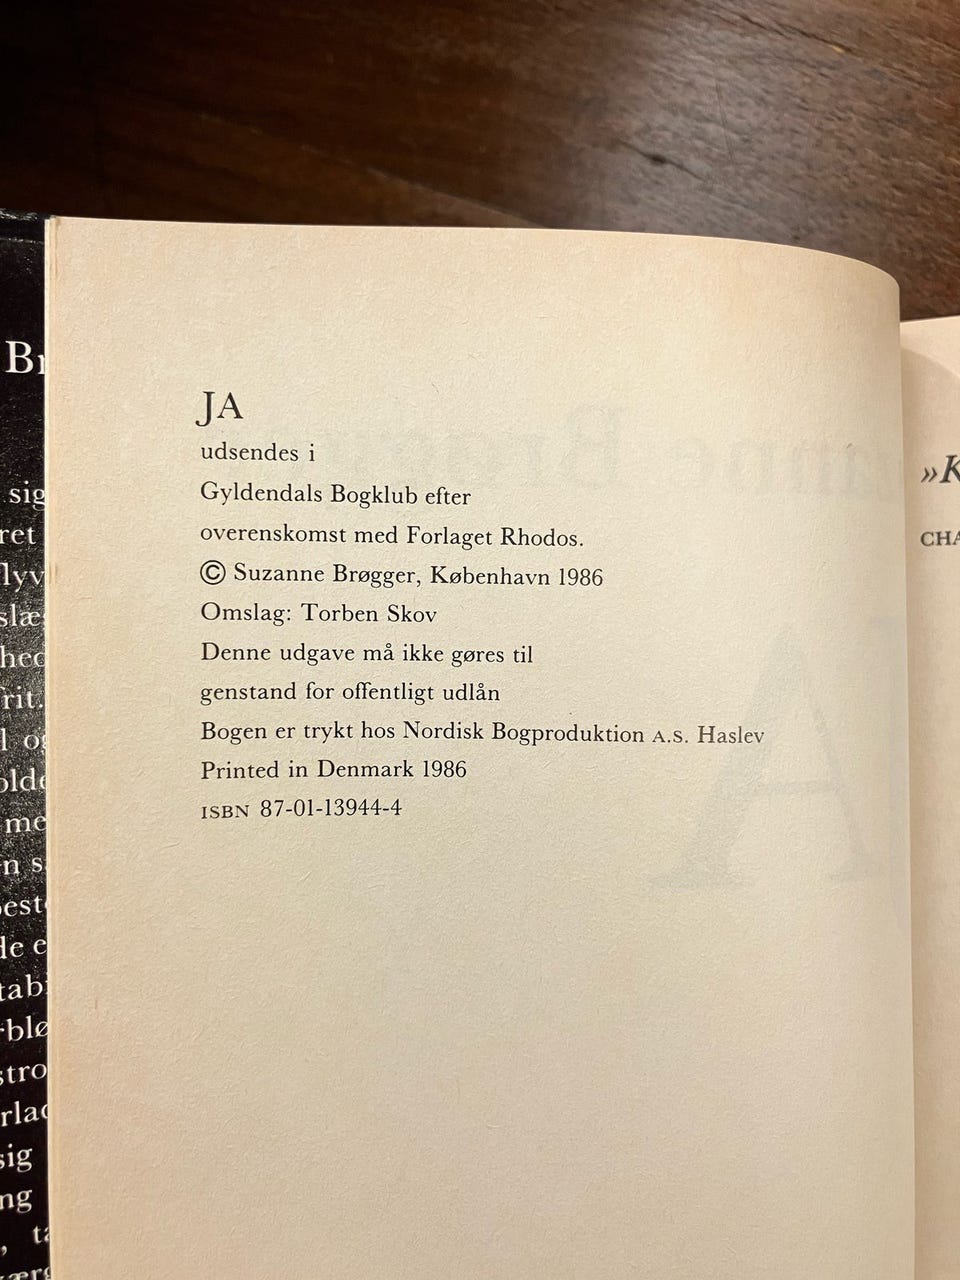 JA
udsendes i
Gyldendals Bogklub efter
overenskomst med Forlaget Rhodos.
© Suzanne Brøgger, København 1986
Omslag: Torben Skov
Denne udgave må ikke gøres til
genstand for offentligt udlån
Bogen er trykt hos Nordisk Bogproduktion A.S. Haslev
Printed in Denmark 1986
ISBN 87-01-13944-4